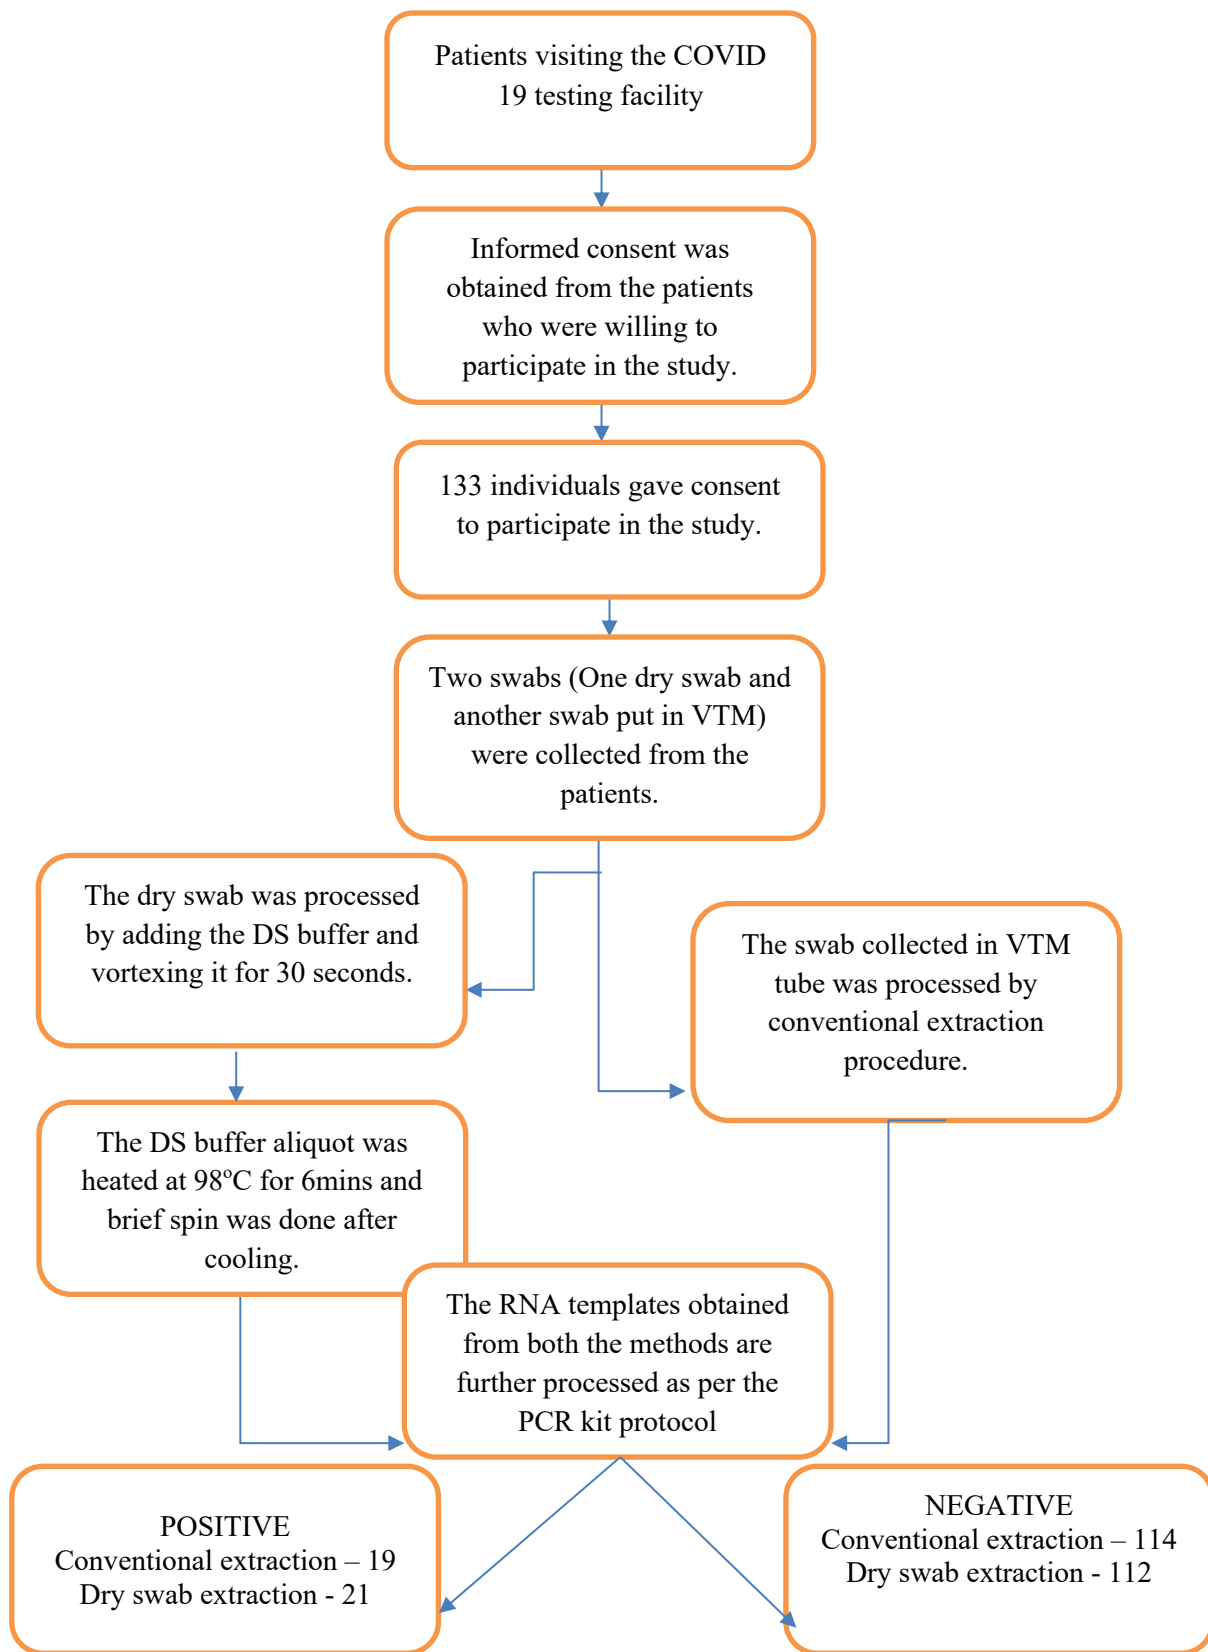 Patients visiting the COVID
19 testing facility
Informed consent was
obtained from the patients
who were willing to
participate in the study.
133 individuals gave consent
to participate in the study.
Two swabs (One dry swab and
another swab put in VTM)
were collected from the
patients.
The dry swab was processed
by adding the DS buffer and
vortexing it for 30 seconds.
The swab collected in VTM
tube was processed by
conventional extraction
procedure.
The DS buffer aliquot was
heated at 98ºC for 6mins and
brief spin was done after
cooling.
The RNA templates obtained
from both the methods are
further processed as per the
PCR kit protocol
POSITIVE
Conventional extraction – 19
Dry swab extraction - 21
NEGATIVE
Conventional extraction – 114
Dry swab extraction - 112